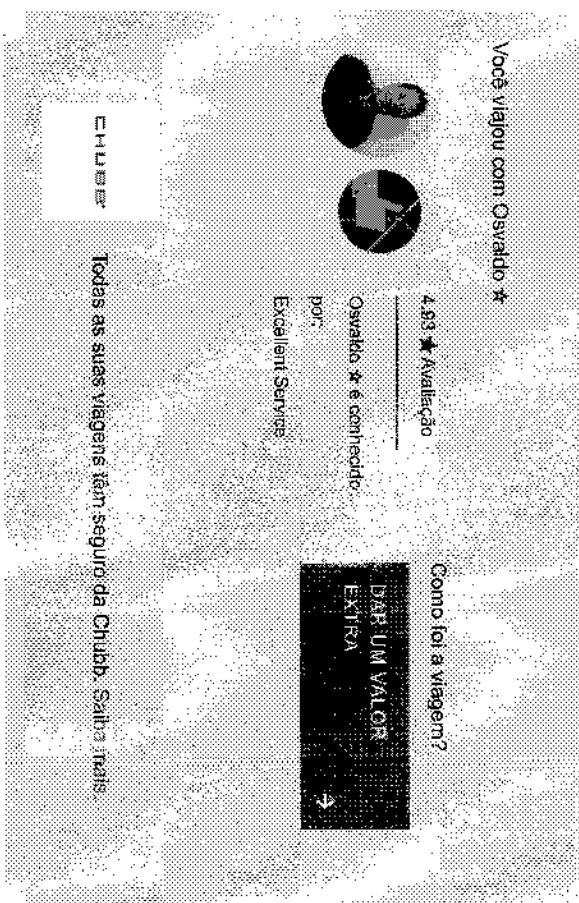 Você viajou com Osvaldo ☆
4.93 ★ Avaliação
Osvaldo ☆ é conhecido
por:
Excellent Service
Como foi a viagem?
DAR UM VALOR
EXTRA
→
CHUBB®
Todas as suas viagens têm seguro da Chubb. Saiba mais.